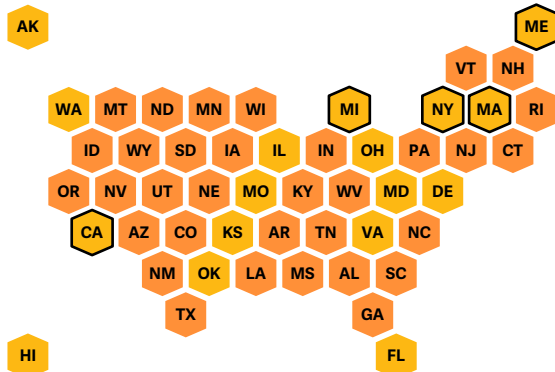 AK ME
VT NH
WA MT ND MN WI MI NY MA RI
ID WY SD IA IL IN OH PA NJ CT
OR NV UT NE MO KY WV MD DE
CA AZ CO KS AR TN VA NC
NM OK LA MS AL SC
TX GA
HI FL